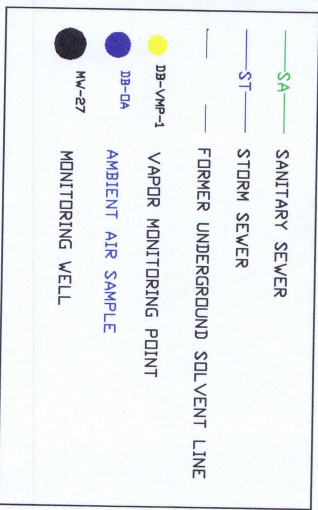 SA SANITARY SEWER
ST STORM SEWER
FORMER UNDERGROUND SOLVENT LINE
DB-VMP-1 VAPOR MONITORING POINT
DB-OA AMBIENT AIR SAMPLE
MW-27 MONITORING WELL